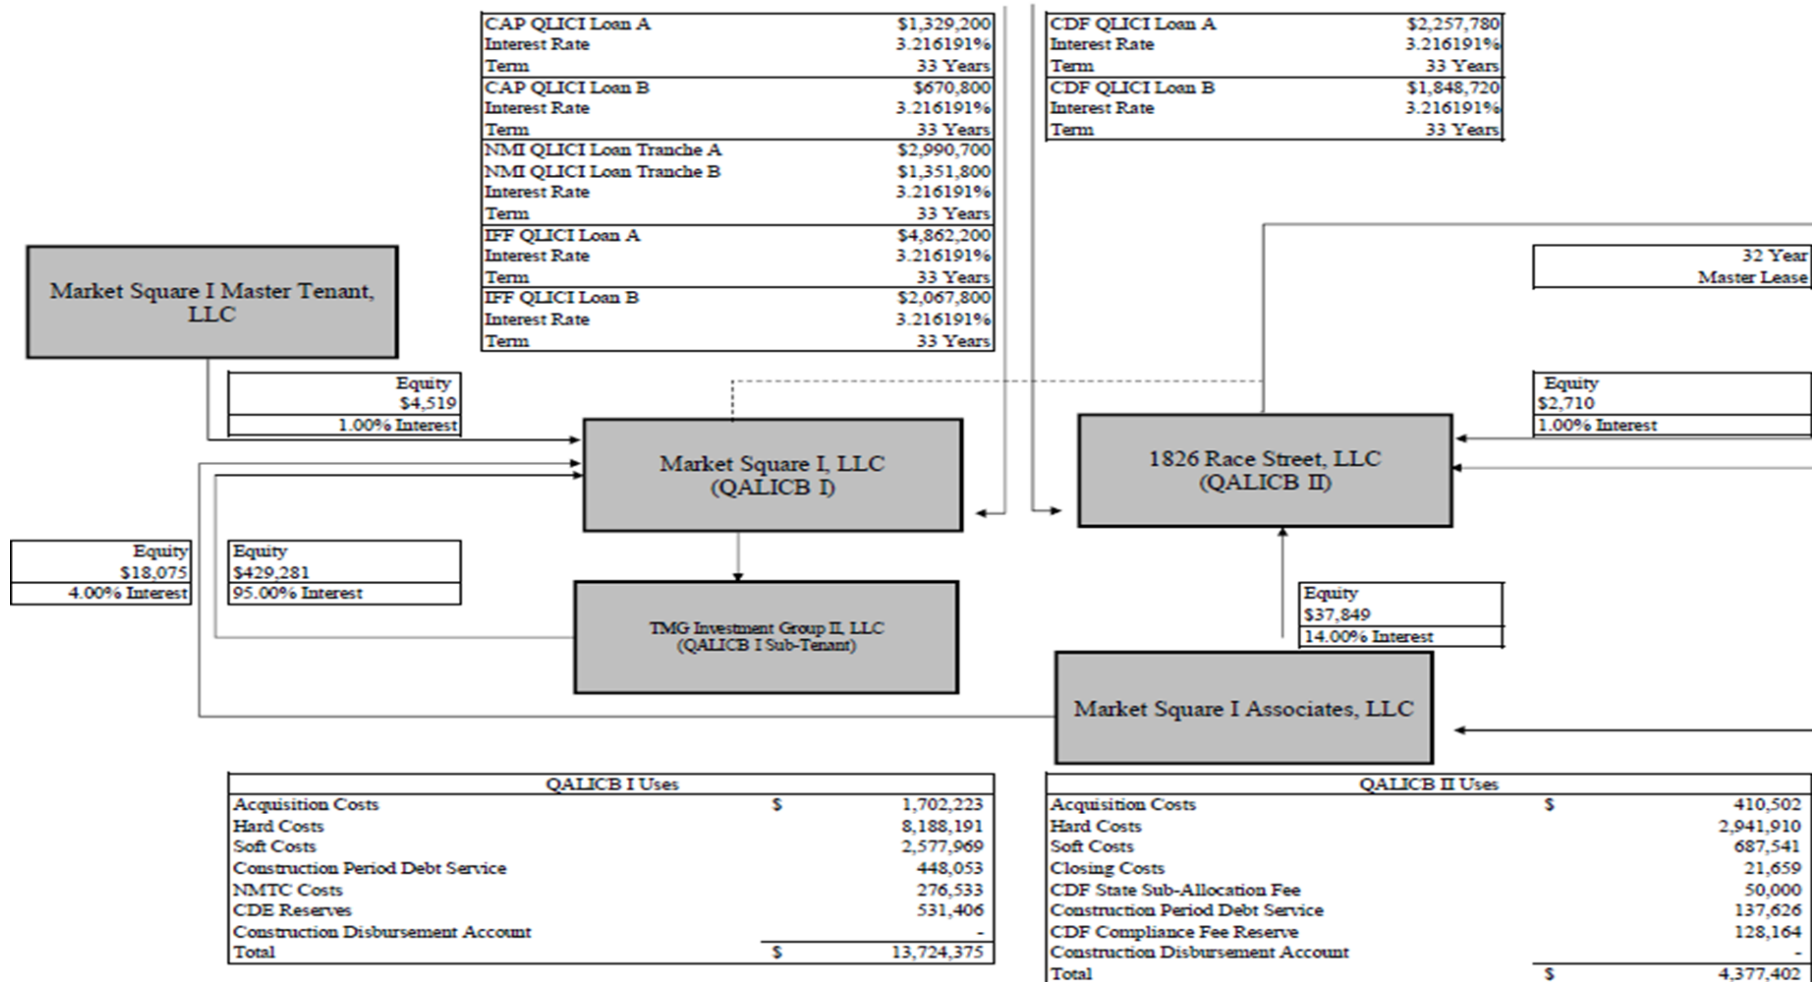 CAP QLICI Loan A $1,329,200
Interest Rate 3.216191%
Term 33 Years
CAP QLICI Loan B $670,800
Interest Rate 3.216191%
Term 33 Years
NMI QLICI Loan Tranche A $2,990,700
NMI QLICI Loan Tranche B $1,351,800
Interest Rate 3.216191%
Term 33 Years
IFF QLICI Loan A $4,862,200
Interest Rate 3.216191%
Term 33 Years
IFF QLICI Loan B $2,067,800
Interest Rate 3.216191%
Term 33 Years
CDF QLICI Loan A $2,257,780
Interest Rate 3.216191%
Term 33 Years
CDF QLICI Loan B $1,848,720
Interest Rate 3.216191%
Term 33 Years
32 Year
Master Lease
Market Square I Master Tenant,
LLC
Equity
$4,519
1.00% Interest
Equity
$2,710
1.00% Interest
Market Square I, LLC
(QALICB I)
1826 Race Street, LLC
(QALICB II)
Equity
$18,075
4.00% Interest
Equity
$429,281
95.00% Interest
TMG Investment Group II, LLC
(QALICB I Sub-Tenant)
Equity
$37,849
14.00% Interest
Market Square I Associates, LLC
QALICB I Uses
Acquisition Costs $ 1,702,223
Hard Costs 8,188,191
Soft Costs 2,577,969
Construction Period Debt Service 448,053
NMTC Costs 276,533
CDE Reserves 531,406
Construction Disbursement Account -
Total $ 13,724,375
QALICB II Uses
Acquisition Costs $ 410,502
Hard Costs 2,941,910
Soft Costs 687,541
Closing Costs 21,659
CDF State Sub-Allocation Fee 50,000
Construction Period Debt Service 137,626
CDF Compliance Fee Reserve 128,164
Construction Disbursement Account -
Total $ 4,377,402